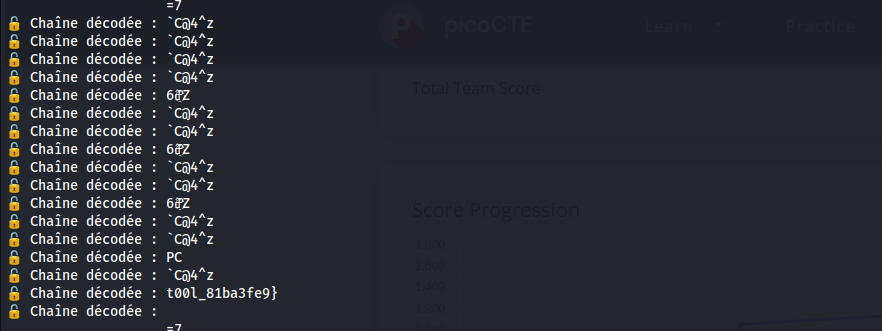 =7
🔓 Chaîne décodée : `C@4^z
🔓 Chaîne décodée : `C@4^z
🔓 Chaîne décodée : `C@4^z
🔓 Chaîne décodée : `C@4^z
🔓 Chaîne décodée :
🔓 Chaîne décodée : `C@4^z
🔓 Chaîne décodée : `C@4^z
🔓 Chaîne décodée :
🔓 Chaîne décodée : `C@4^z
🔓 Chaîne décodée : `C@4^z
🔓 Chaîne décodée :
🔓 Chaîne décodée : `C@4^z
🔓 Chaîne décodée : `C@4^z
🔓 Chaîne décodée : PC
🔓 Chaîne décodée : `C@4^z
🔓 Chaîne décodée : t00l_81ba3fe9}
🔓 Chaîne décodée :
=7
picoCTF
Learn
Practice
Total Team Score
Score Progression
1,800
1,600
1,400
1,200